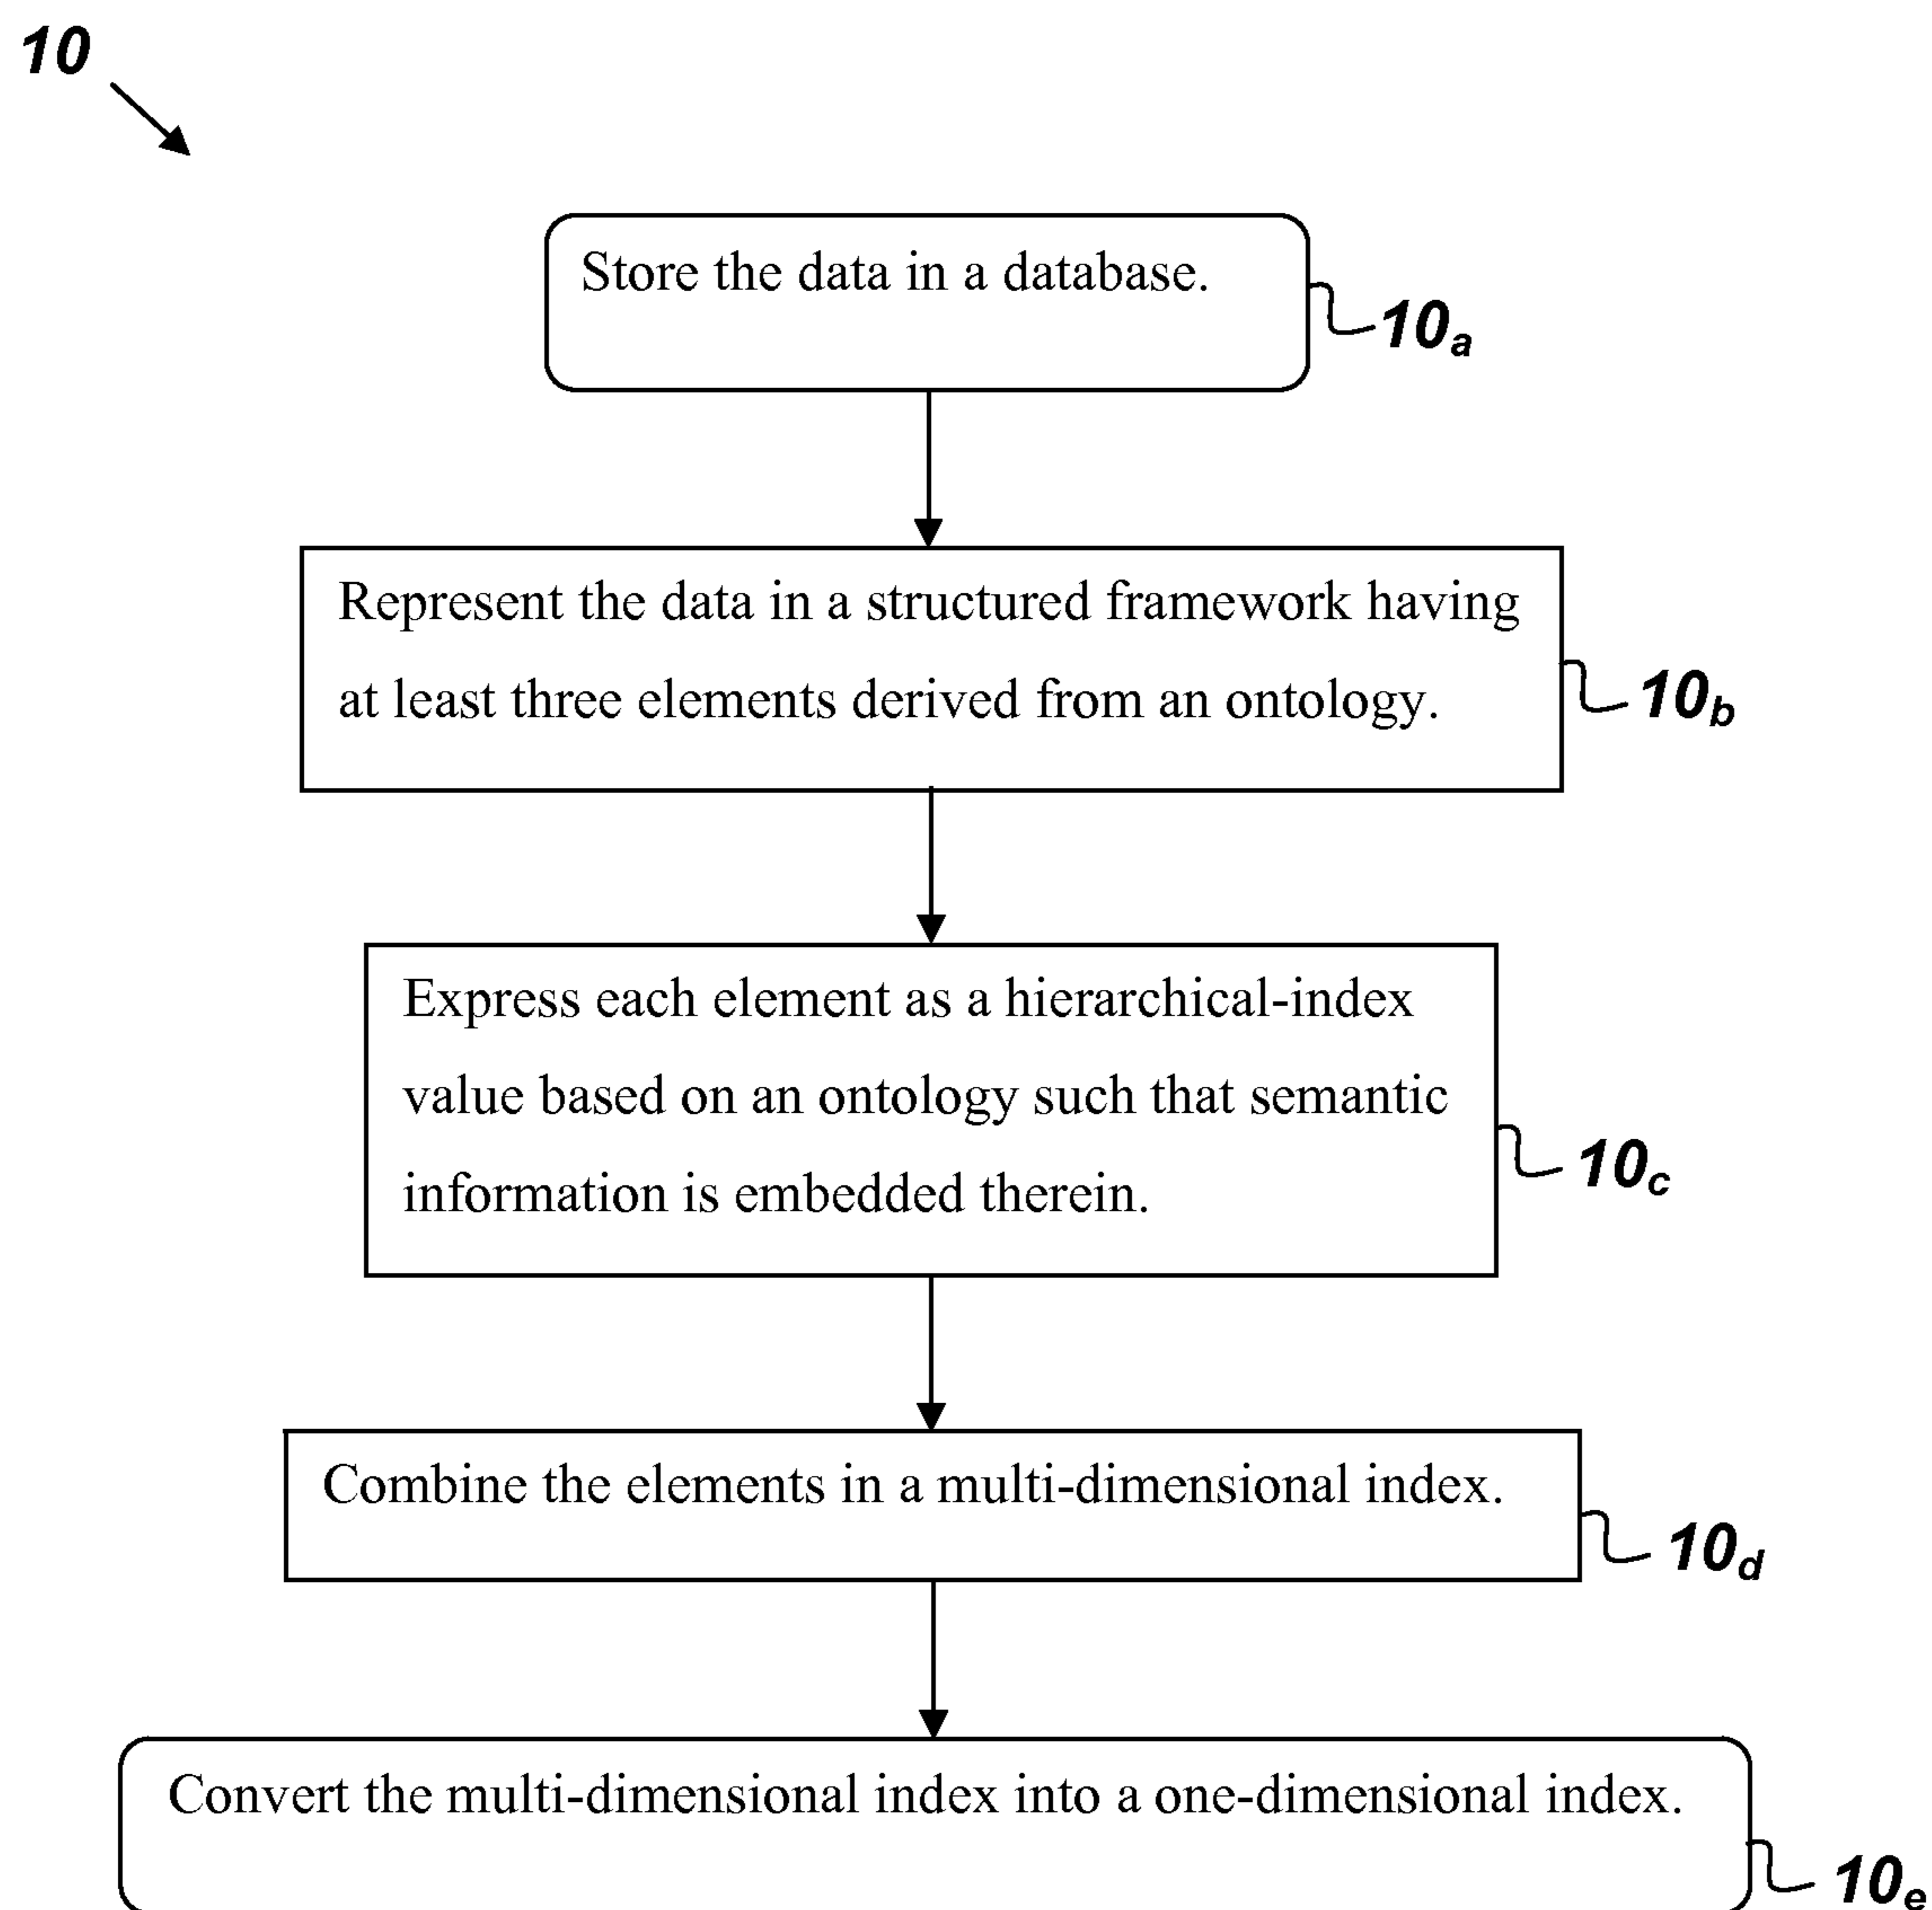 10
Store the data in a database.
10a
Represent the data in a structured framework having
at least three elements derived from an ontology.
10b
Express each element as a hierarchical-index
value based on an ontology such that semantic
information is embedded therein.
10c
Combine the elements in a multi-dimensional index.
10d
Convert the multi-dimensional index into a one-dimensional index.
10e